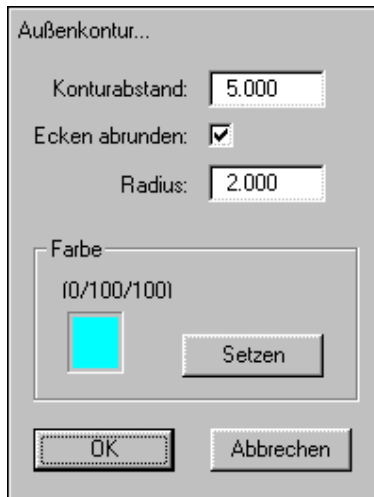 Außenkontur...
Konturabstand: 5.000
Ecken abrunden:
Radius: 2.000
Farbe
(0/100/100)
Setzen
OK Abbrechen